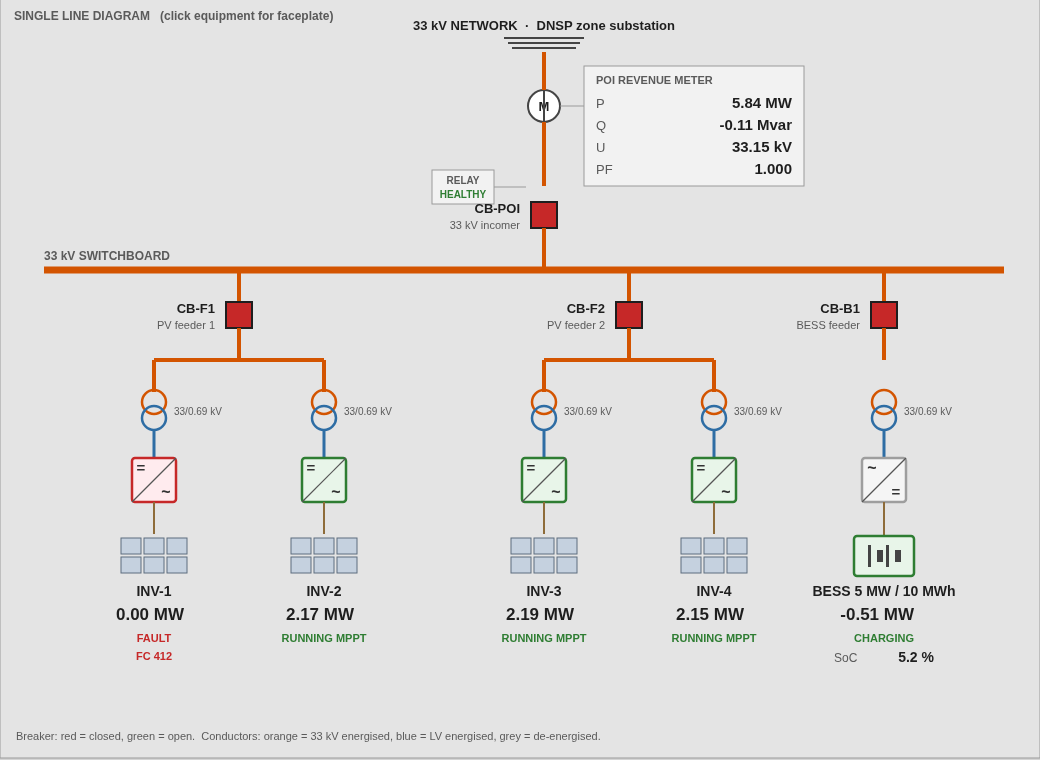 SINGLE LINE DIAGRAM (click equipment for faceplate)
33 kV NETWORK · DNSP zone substation
M
POI REVENUE METER
P 5.84 MW
Q -0.11 Mvar
U 33.15 kV
PF 1.000
RELAY
HEALTHY
CB-POI
33 kV incomer
33 kV SWITCHBOARD
CB-F1
PV feeder 1
CB-F2
PV feeder 2
CB-B1
BESS feeder
33/0.69 kV
33/0.69 kV
33/0.69 kV
33/0.69 kV
33/0.69 kV
= ~
= ~
= ~
= ~
~ =
INV-1
0.00 MW
FAULT
FC 412
INV-2
2.17 MW
RUNNING MPPT
INV-3
2.19 MW
RUNNING MPPT
INV-4
2.15 MW
RUNNING MPPT
BESS 5 MW / 10 MWh
-0.51 MW
CHARGING
SoC 5.2 %
Breaker: red = closed, green = open. Conductors: orange = 33 kV energised, blue = LV energised, grey = de-energised.